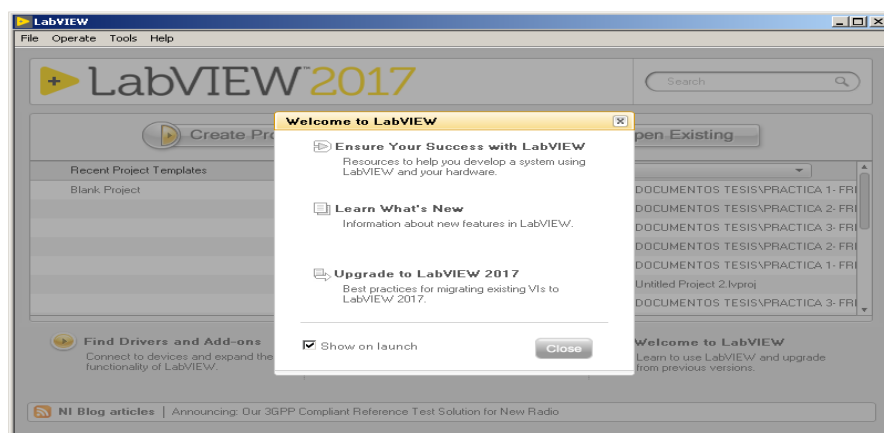 LabVIEW
File Operate Tools Help
LabVIEW™ 2017
Search
Create Pro
pen Existing
Welcome to LabVIEW
Ensure Your Success with LabVIEW
Resources to help you develop a system using
LabVIEW and your hardware.
Learn What's New
Information about new features in LabVIEW.
Upgrade to LabVIEW 2017
Best practices for migrating existing VIs to
LabVIEW 2017.
Show on launch
Close
Recent Project Templates
Blank Project
DOCUMENTOS TESIS\PRACTICA 1- FRI
DOCUMENTOS TESIS\PRACTICA 2- FRI
DOCUMENTOS TESIS\PRACTICA 3- FRI
DOCUMENTOS TESIS\PRACTICA 2- FRI
DOCUMENTOS TESIS\PRACTICA 1- FRI
Untitled Project 2.lvproj
DOCUMENTOS TESIS\PRACTICA 3- FRI
Find Drivers and Add-ons
Connect to devices and expand the
functionality of LabVIEW.
Welcome to LabVIEW
Learn to use LabVIEW and upgrade
from previous versions.
NI Blog articles | Announcing: Our 3GPP Compliant Reference Test Solution for New Radio